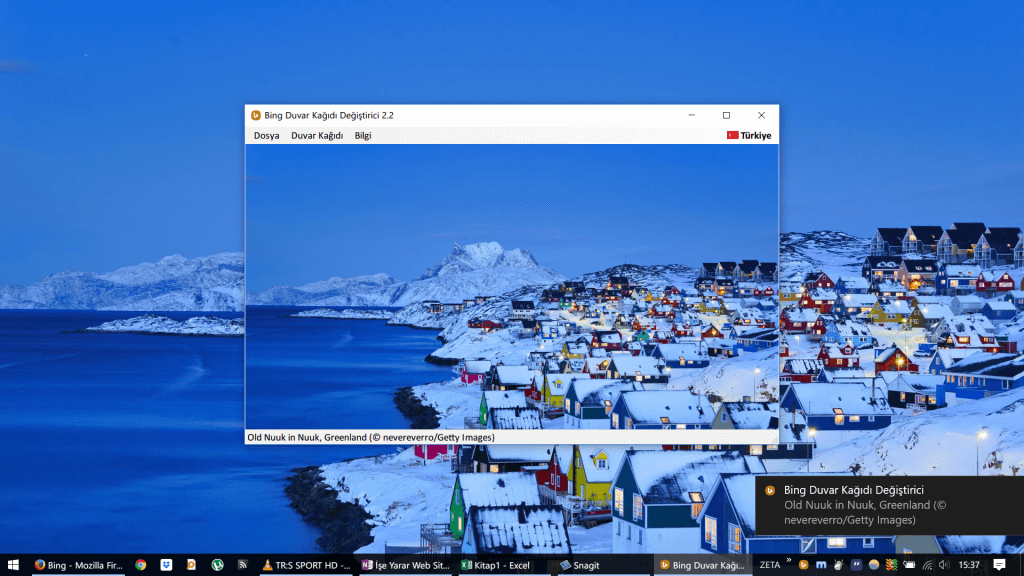 Bing Duvar Kağıdı Değiştirici 2.2
Dosya Duvar Kağıdı Bilgi Türkiye
Old Nuuk in Nuuk, Greenland (© nevereverro/Getty Images)
Bing Duvar Kağıdı Değiştirici
Old Nuuk in Nuuk, Greenland (©
nevereverro/Getty Images)
Bing - Mozilla Fir... TR:S SPORT HD -... İşe Yarar Web Sit... Kitap1 - Excel Snagit Bing Duvar Kağı... ZETA 15:37